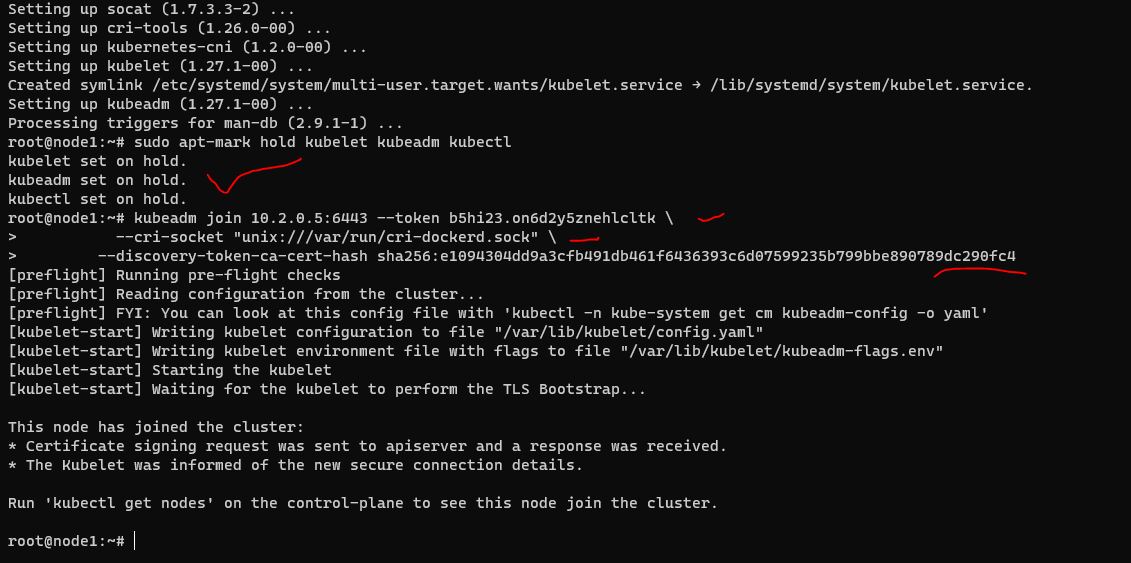 Setting up socat (1.7.3.3-2) ...
Setting up cri-tools (1.26.0-00) ...
Setting up kubernetes-cni (1.2.0-00) ...
Setting up kubelet (1.27.1-00) ...
Created symlink /etc/systemd/system/multi-user.target.wants/kubelet.service → /lib/systemd/system/kubelet.service.
Setting up kubeadm (1.27.1-00) ...
Processing triggers for man-db (2.9.1-1) ...
root@node1:~# sudo apt-mark hold kubelet kubeadm kubectl
kubelet set on hold.
kubeadm set on hold.
kubectl set on hold.
root@node1:~# kubeadm join 10.2.0.5:6443 --token b5hi23.on6d2y5znehlcltk \
>           --cri-socket "unix:///var/run/cri-dockerd.sock" \
>         --discovery-token-ca-cert-hash sha256:e1094304dd9a3cfb491db461f6436393c6d07599235b799bbe890789dc290fc4
[preflight] Running pre-flight checks
[preflight] Reading configuration from the cluster...
[preflight] FYI: You can look at this config file with 'kubectl -n kube-system get cm kubeadm-config -o yaml'
[kubelet-start] Writing kubelet configuration to file "/var/lib/kubelet/config.yaml"
[kubelet-start] Writing kubelet environment file with flags to file "/var/lib/kubelet/kubeadm-flags.env"
[kubelet-start] Starting the kubelet
[kubelet-start] Waiting for the kubelet to perform the TLS Bootstrap...
This node has joined the cluster:
* Certificate signing request was sent to apiserver and a response was received.
* The Kubelet was informed of the new secure connection details.
Run 'kubectl get nodes' on the control-plane to see this node join the cluster.
root@node1:~#